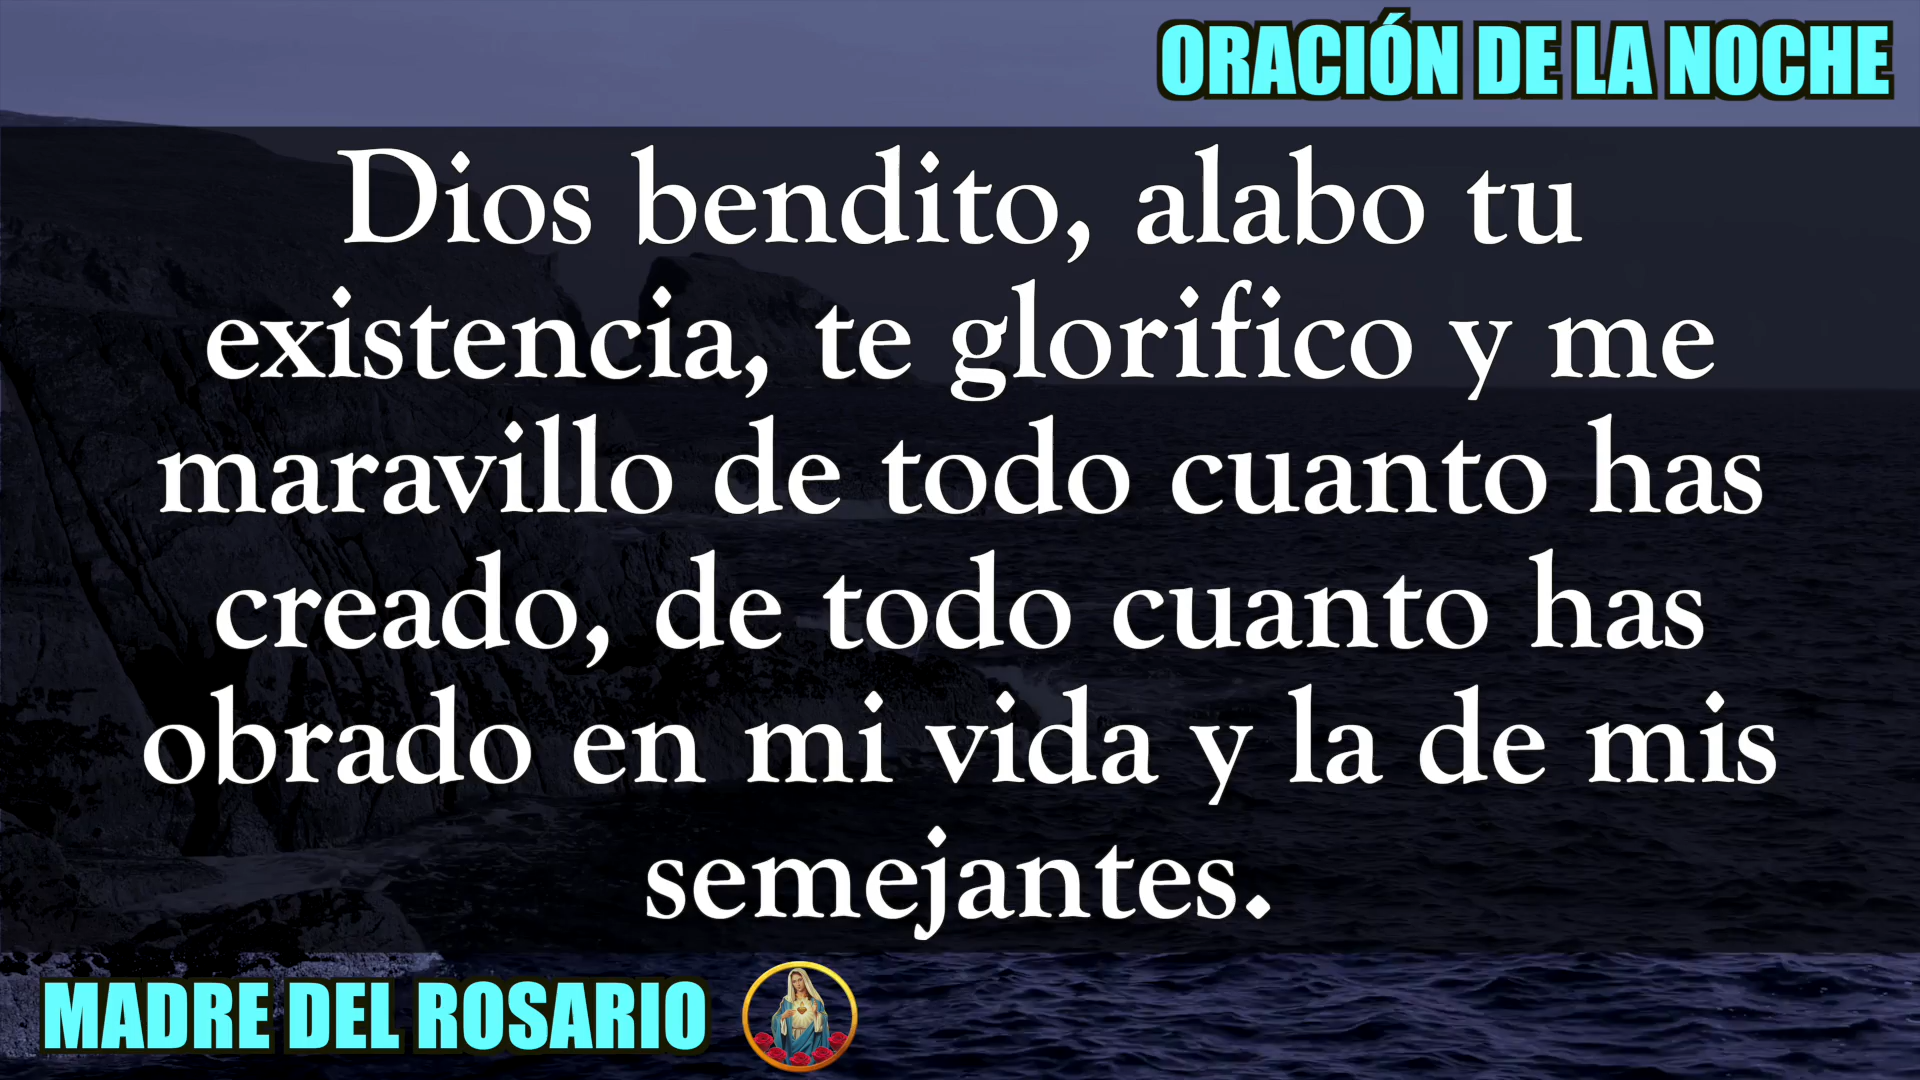 ORACIÓN DE LA NOCHE
Dios bendito, alabo tu
existencia, te glorifico y me
maravillo de todo cuanto has
creado, de todo cuanto has
obrado en mi vida y la de mis
semejantes.
MADRE DEL ROSARIO